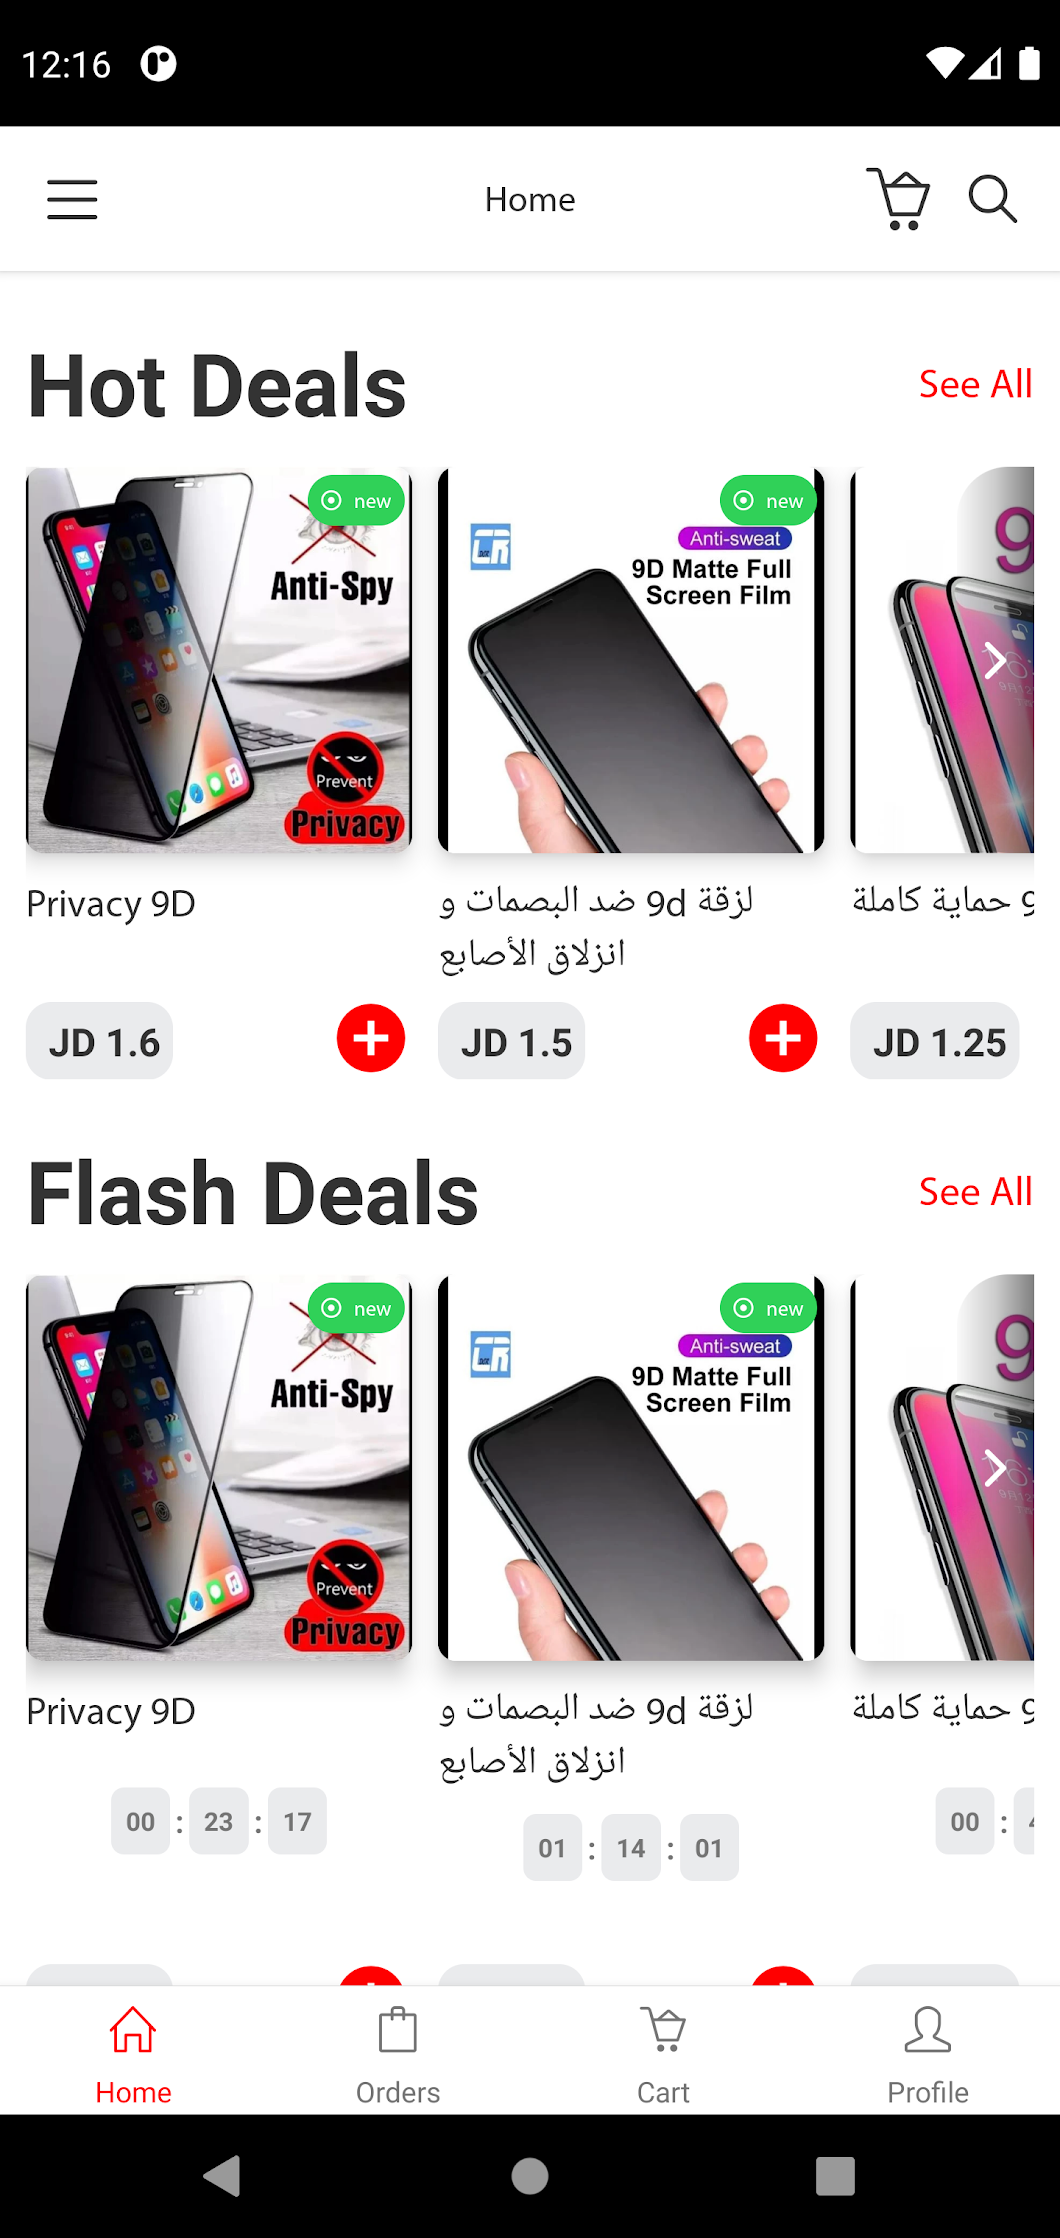 12:16
Home
Hot Deals
See All
new
Anti-Spy
Prevent
Privacy
new
Anti-sweat
9D Matte Full
Screen Film
9
Privacy 9D
لزقة 9d ضد البصمات و
انزلاق الأصابع
9 حماية كاملة
JD 1.6
JD 1.5
JD 1.25
Flash Deals
See All
new
Anti-Spy
Prevent
Privacy
new
Anti-sweat
9D Matte Full
Screen Film
9
Privacy 9D
لزقة 9d ضد البصمات و
انزلاق الأصابع
9 حماية كاملة
00 : 23 : 17
01 : 14 : 01
00 : 4
Home
Orders
Cart
Profile